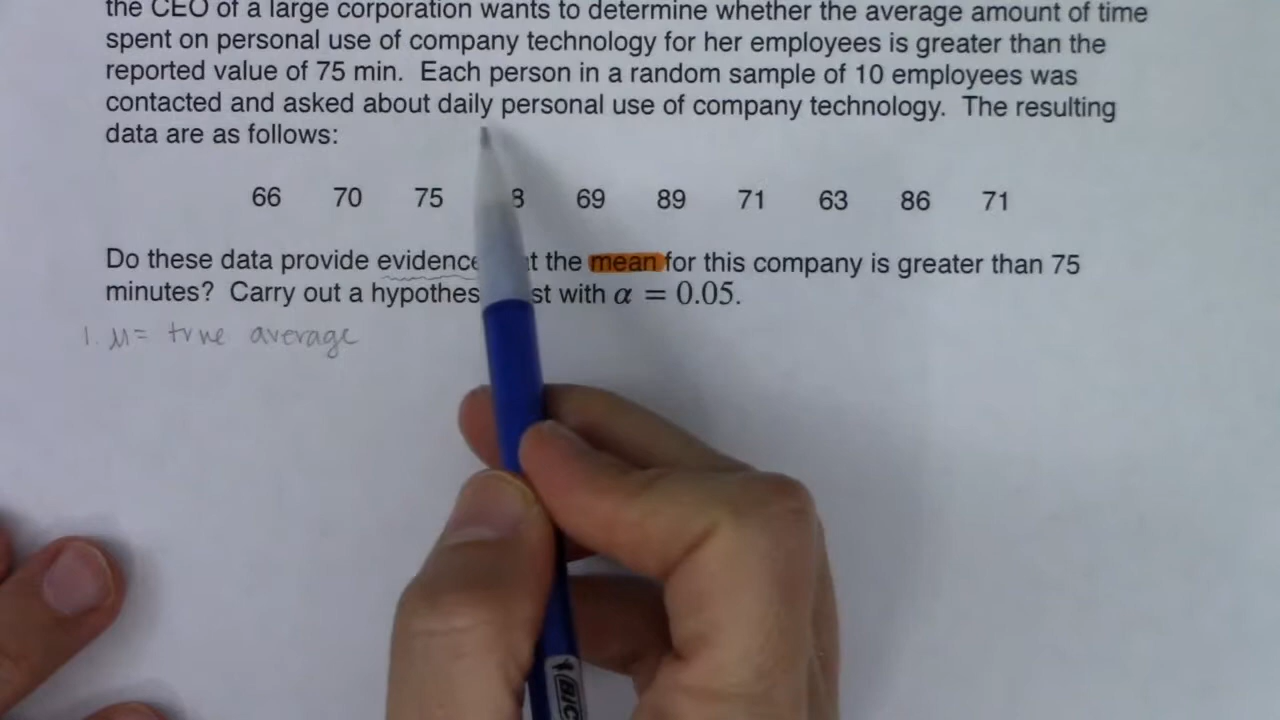 the CEO of a large corporation wants to determine whether the average amount of time
spent on personal use of company technology for her employees is greater than the
reported value of 75 min. Each person in a random sample of 10 employees was
contacted and asked about daily personal use of company technology. The resulting
data are as follows:
66 70 75 69 89 71 63 86 71
Do these data provide evidence the mean for this company is greater than 75
minutes? Carry out a with α = 0.05.
1. μ= true average
BIC